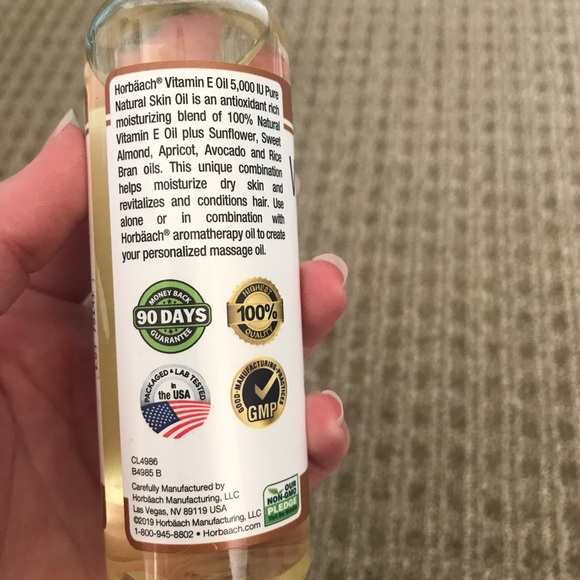 Horbäach® Vitamin E Oil 5,000 IU Pure
Natural Skin Oil is an antioxidant rich
moisturizing blend of 100% Natural
Vitamin E Oil plus Sunflower, Sweet
Almond, Apricot, Avocado and Rice
Bran oils. This unique combination
helps moisturize dry skin and
revitalizes and conditions hair. Use
alone or in combination with
Horbäach® aromatherapy oil to create
your personalized massage oil.
MONEY BACK
90 DAYS
GUARANTEE
HIGHEST
100%
QUALITY
PACKAGED & LAB TESTED
in
the USA
GOOD • MANUFACTURING • PRACTICES
GMP
CL4986
B4985 B
Carefully Manufactured by
Horbäach Manufacturing, LLC
Las Vegas, NV 89119 USA
©2019 Horbäach Manufacturing, LLC
1-800-945-8802 • Horbaach.com
OUR
NON-GMO
PLEDGE